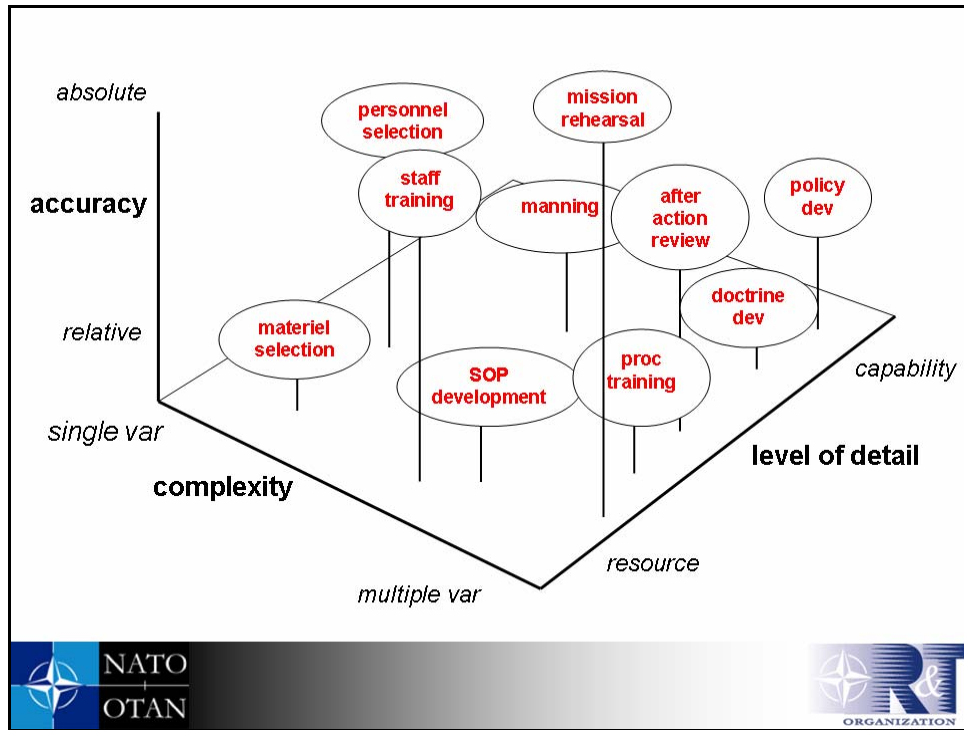 absolute
personnel
selection
mission
rehearsal
accuracy
staff
training
manning
after
action
review
policy
dev
relative
materiel
selection
doctrine
dev
SOP
development
proc
training
capability
single var
complexity
level of detail
resource
multiple var
NATO
OTAN
R&T
ORGANIZATION